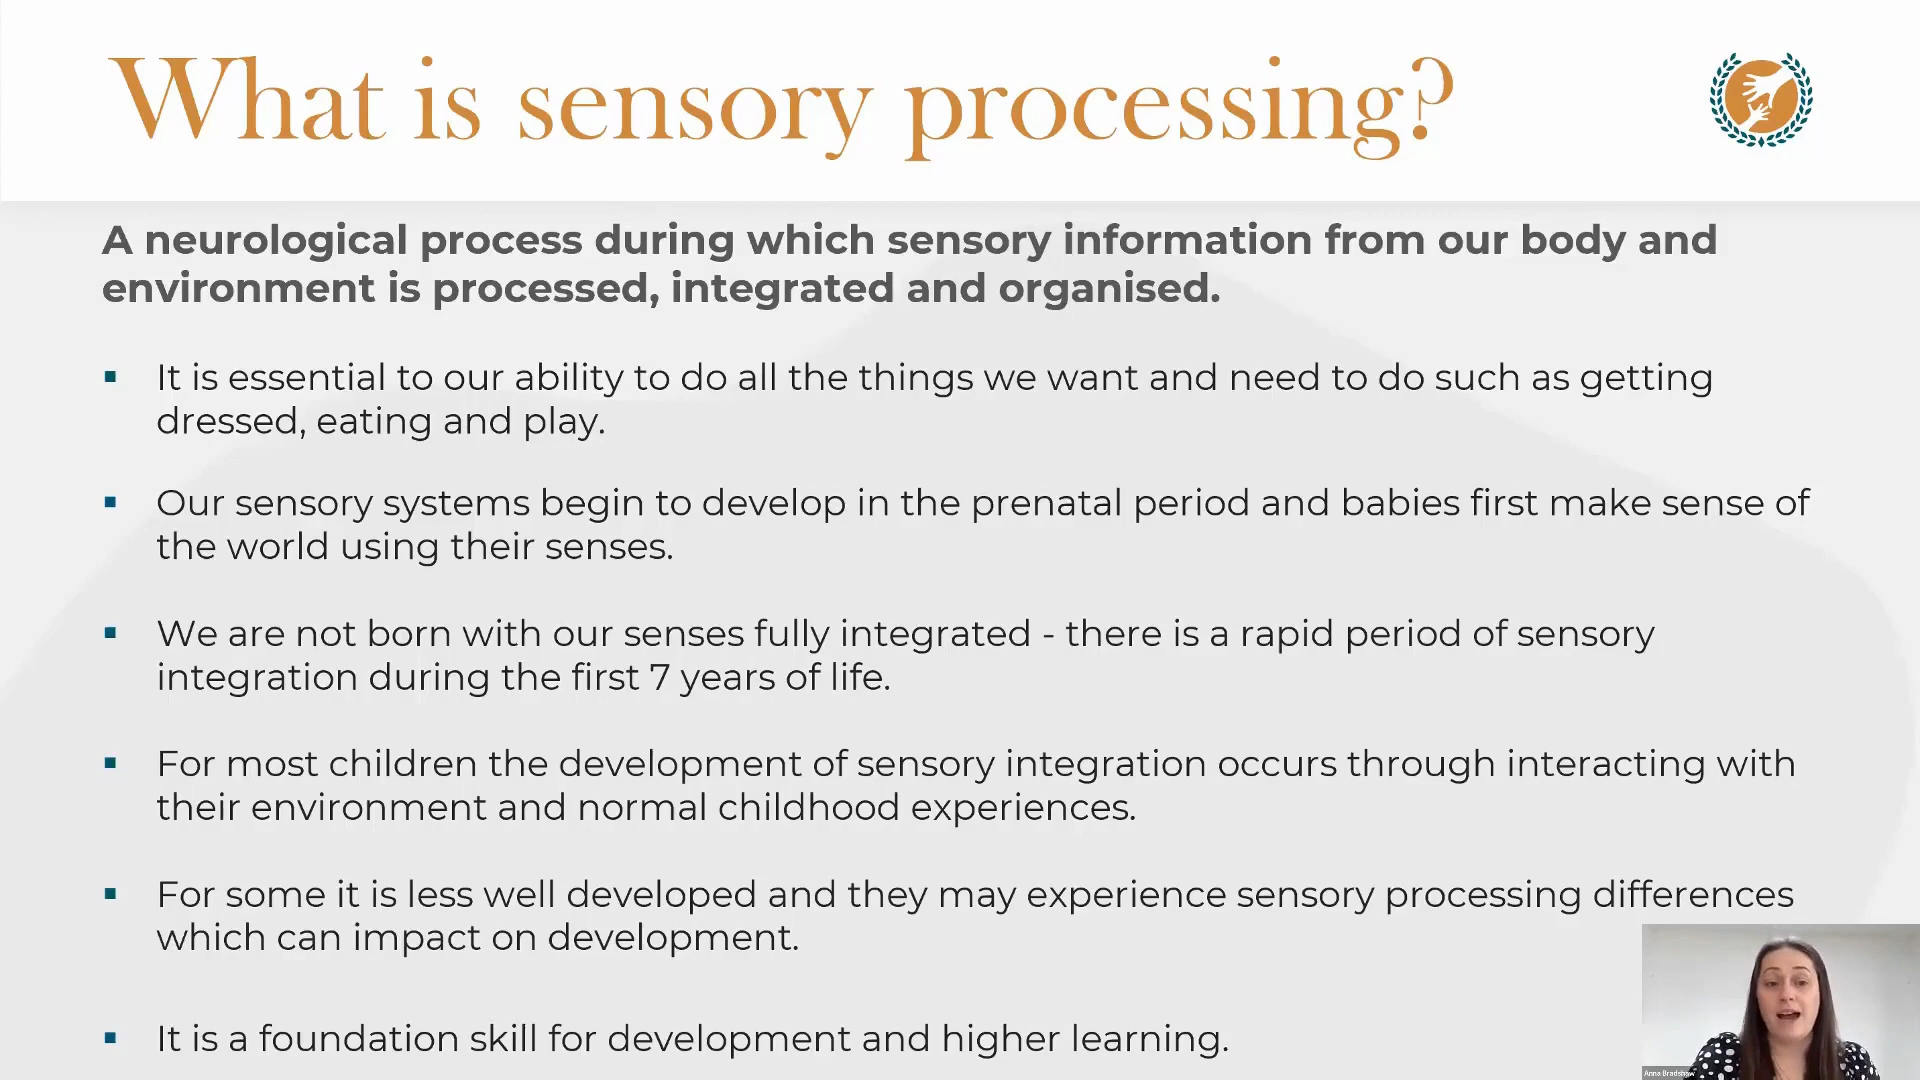 What is sensory processing?
A neurological process during which sensory information from our body and
environment is processed, integrated and organised.
It is essential to our ability to do all the things we want and need to do such as getting
dressed, eating and play.
Our sensory systems begin to develop in the prenatal period and babies first make sense of
the world using their senses.
We are not born with our senses fully integrated - there is a rapid period of sensory
integration during the first 7 years of life.
For most children the development of sensory integration occurs through interacting with
their environment and normal childhood experiences.
For some it is less well developed and they may experience sensory processing differences
which can impact on development.
It is a foundation skill for development and higher learning.
Anna Bradshaw